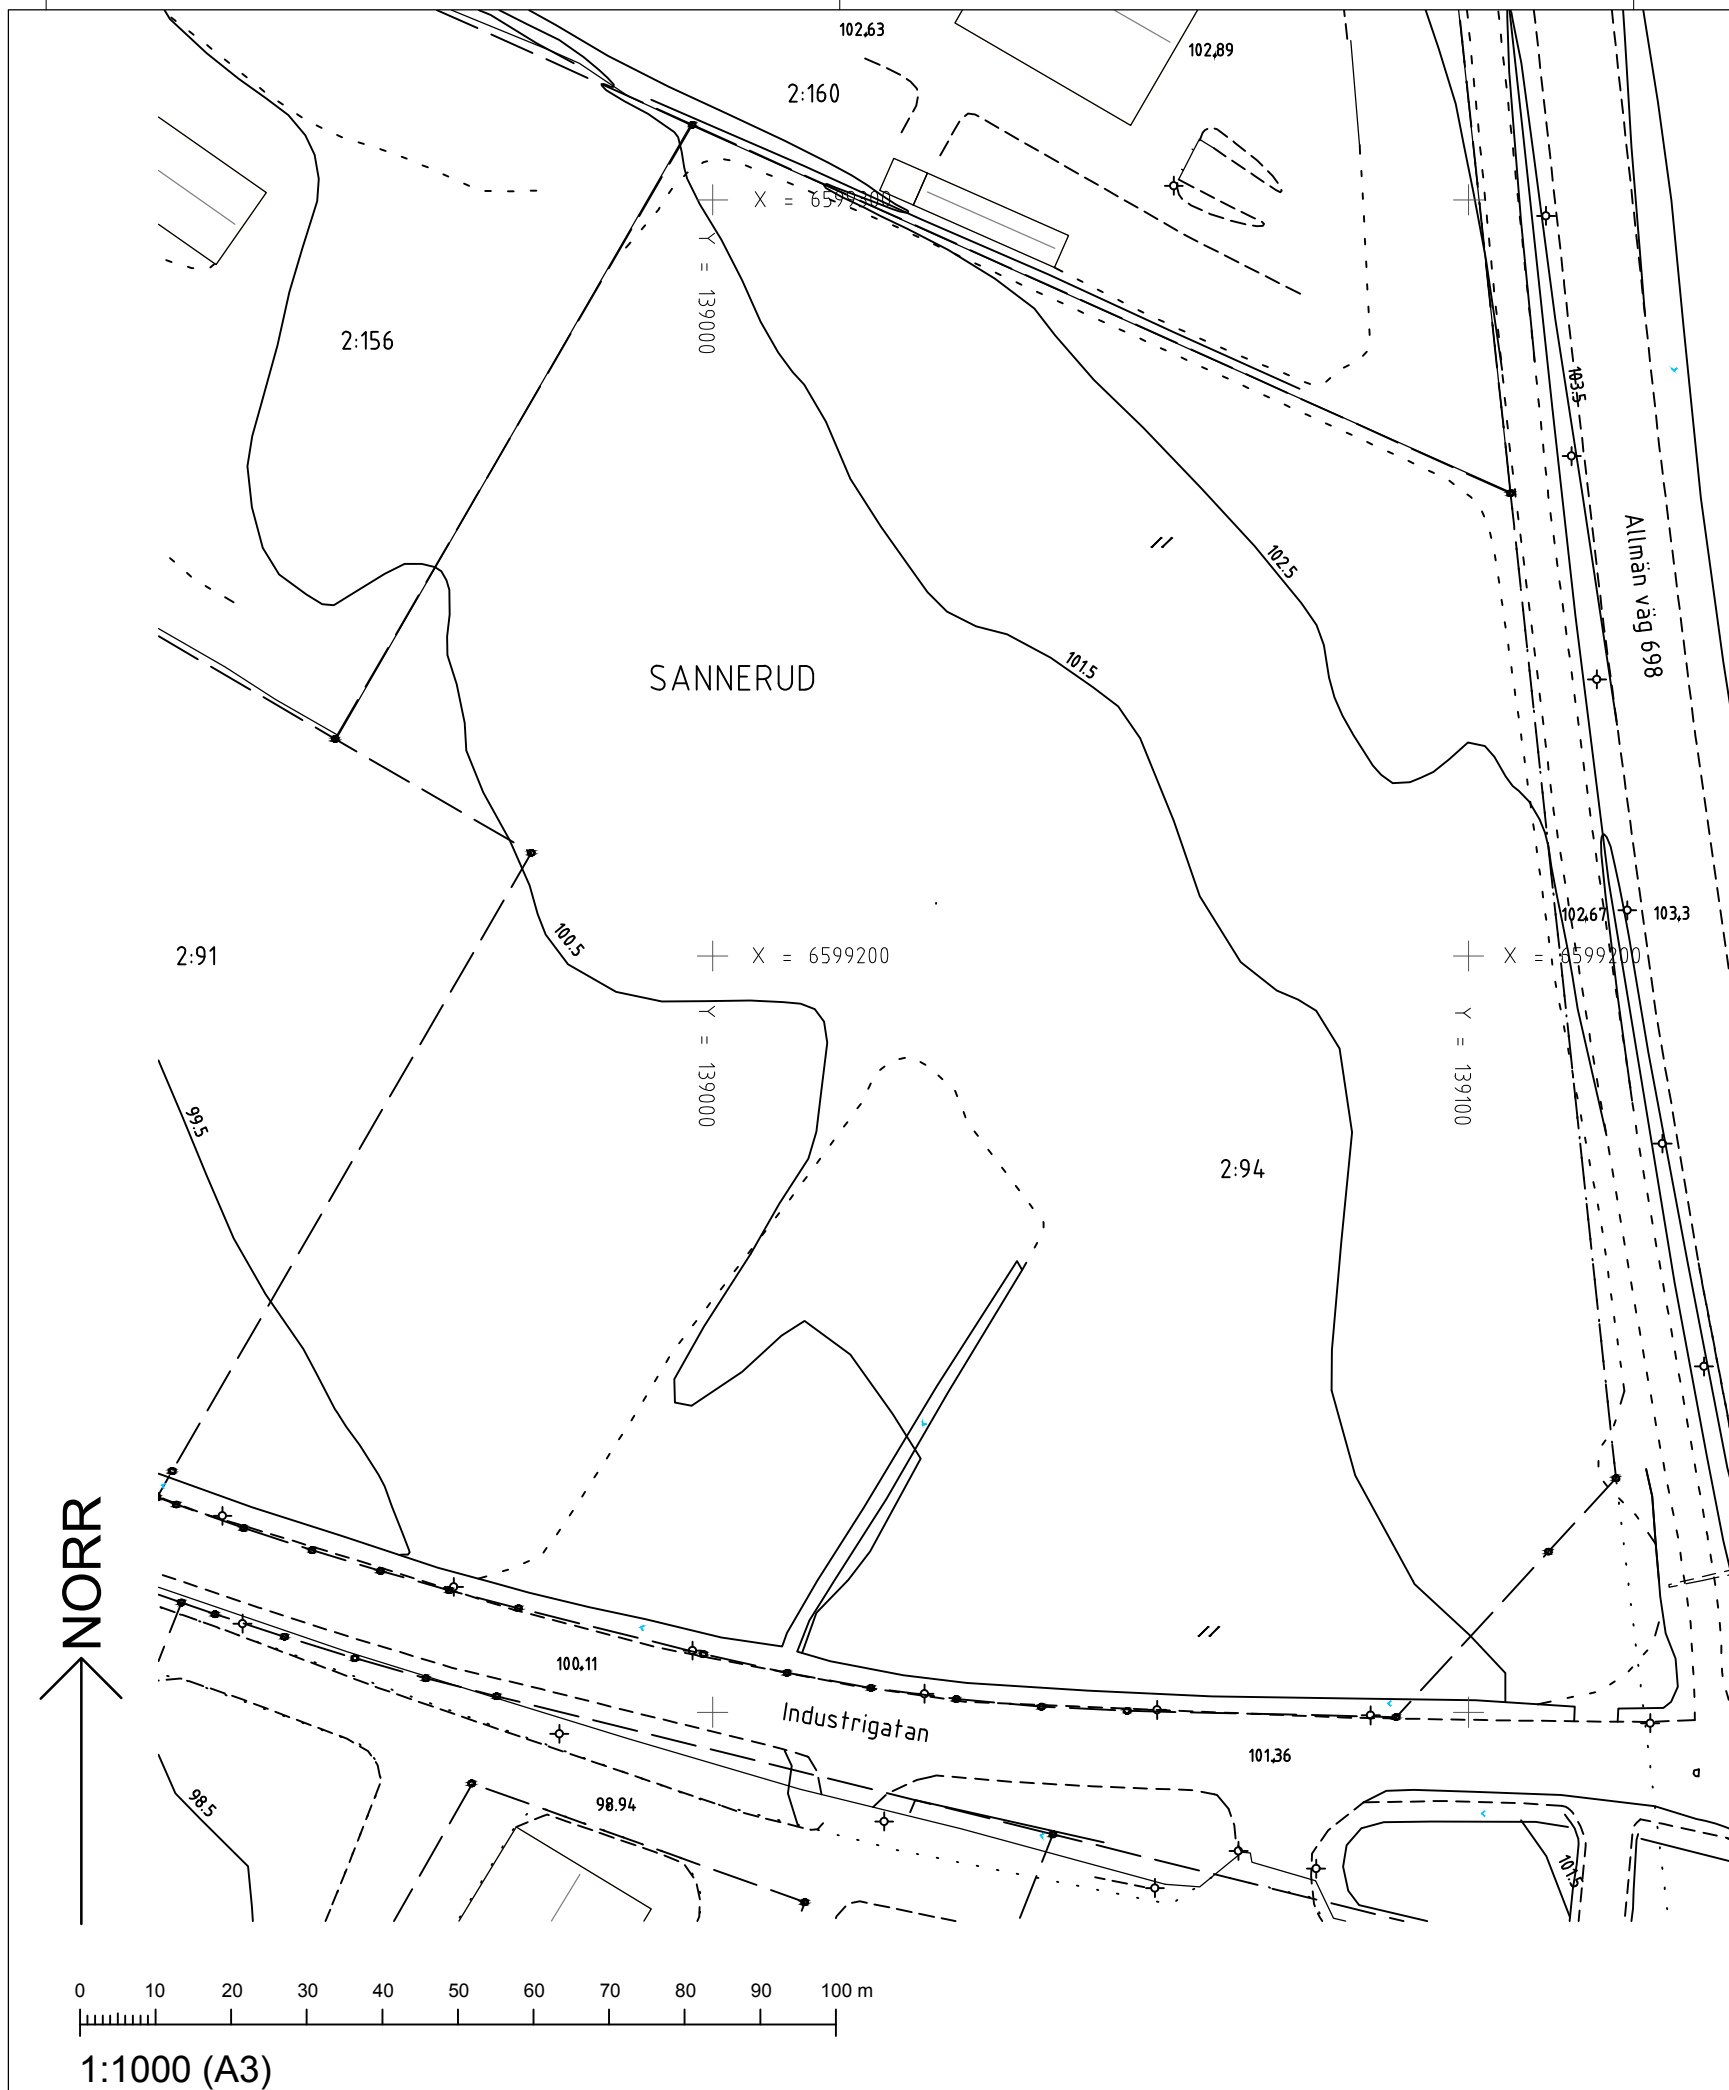 102,63
102,89
2:160
X = 6599300
Y = 139000
2:156
103.5
102.5
Allmän väg 698
101.5
SANNERUD
102,67
103,3
100.5
2:91
X = 6599200
X = 6599200
Y = 139000
Y = 139100
99.5
2:94
NORR
100,11
Industrigatan
101,36
98.5
98.94
101.5
0 10 20 30 40 50 60 70 80 90 100 m
1:1000 (A3)